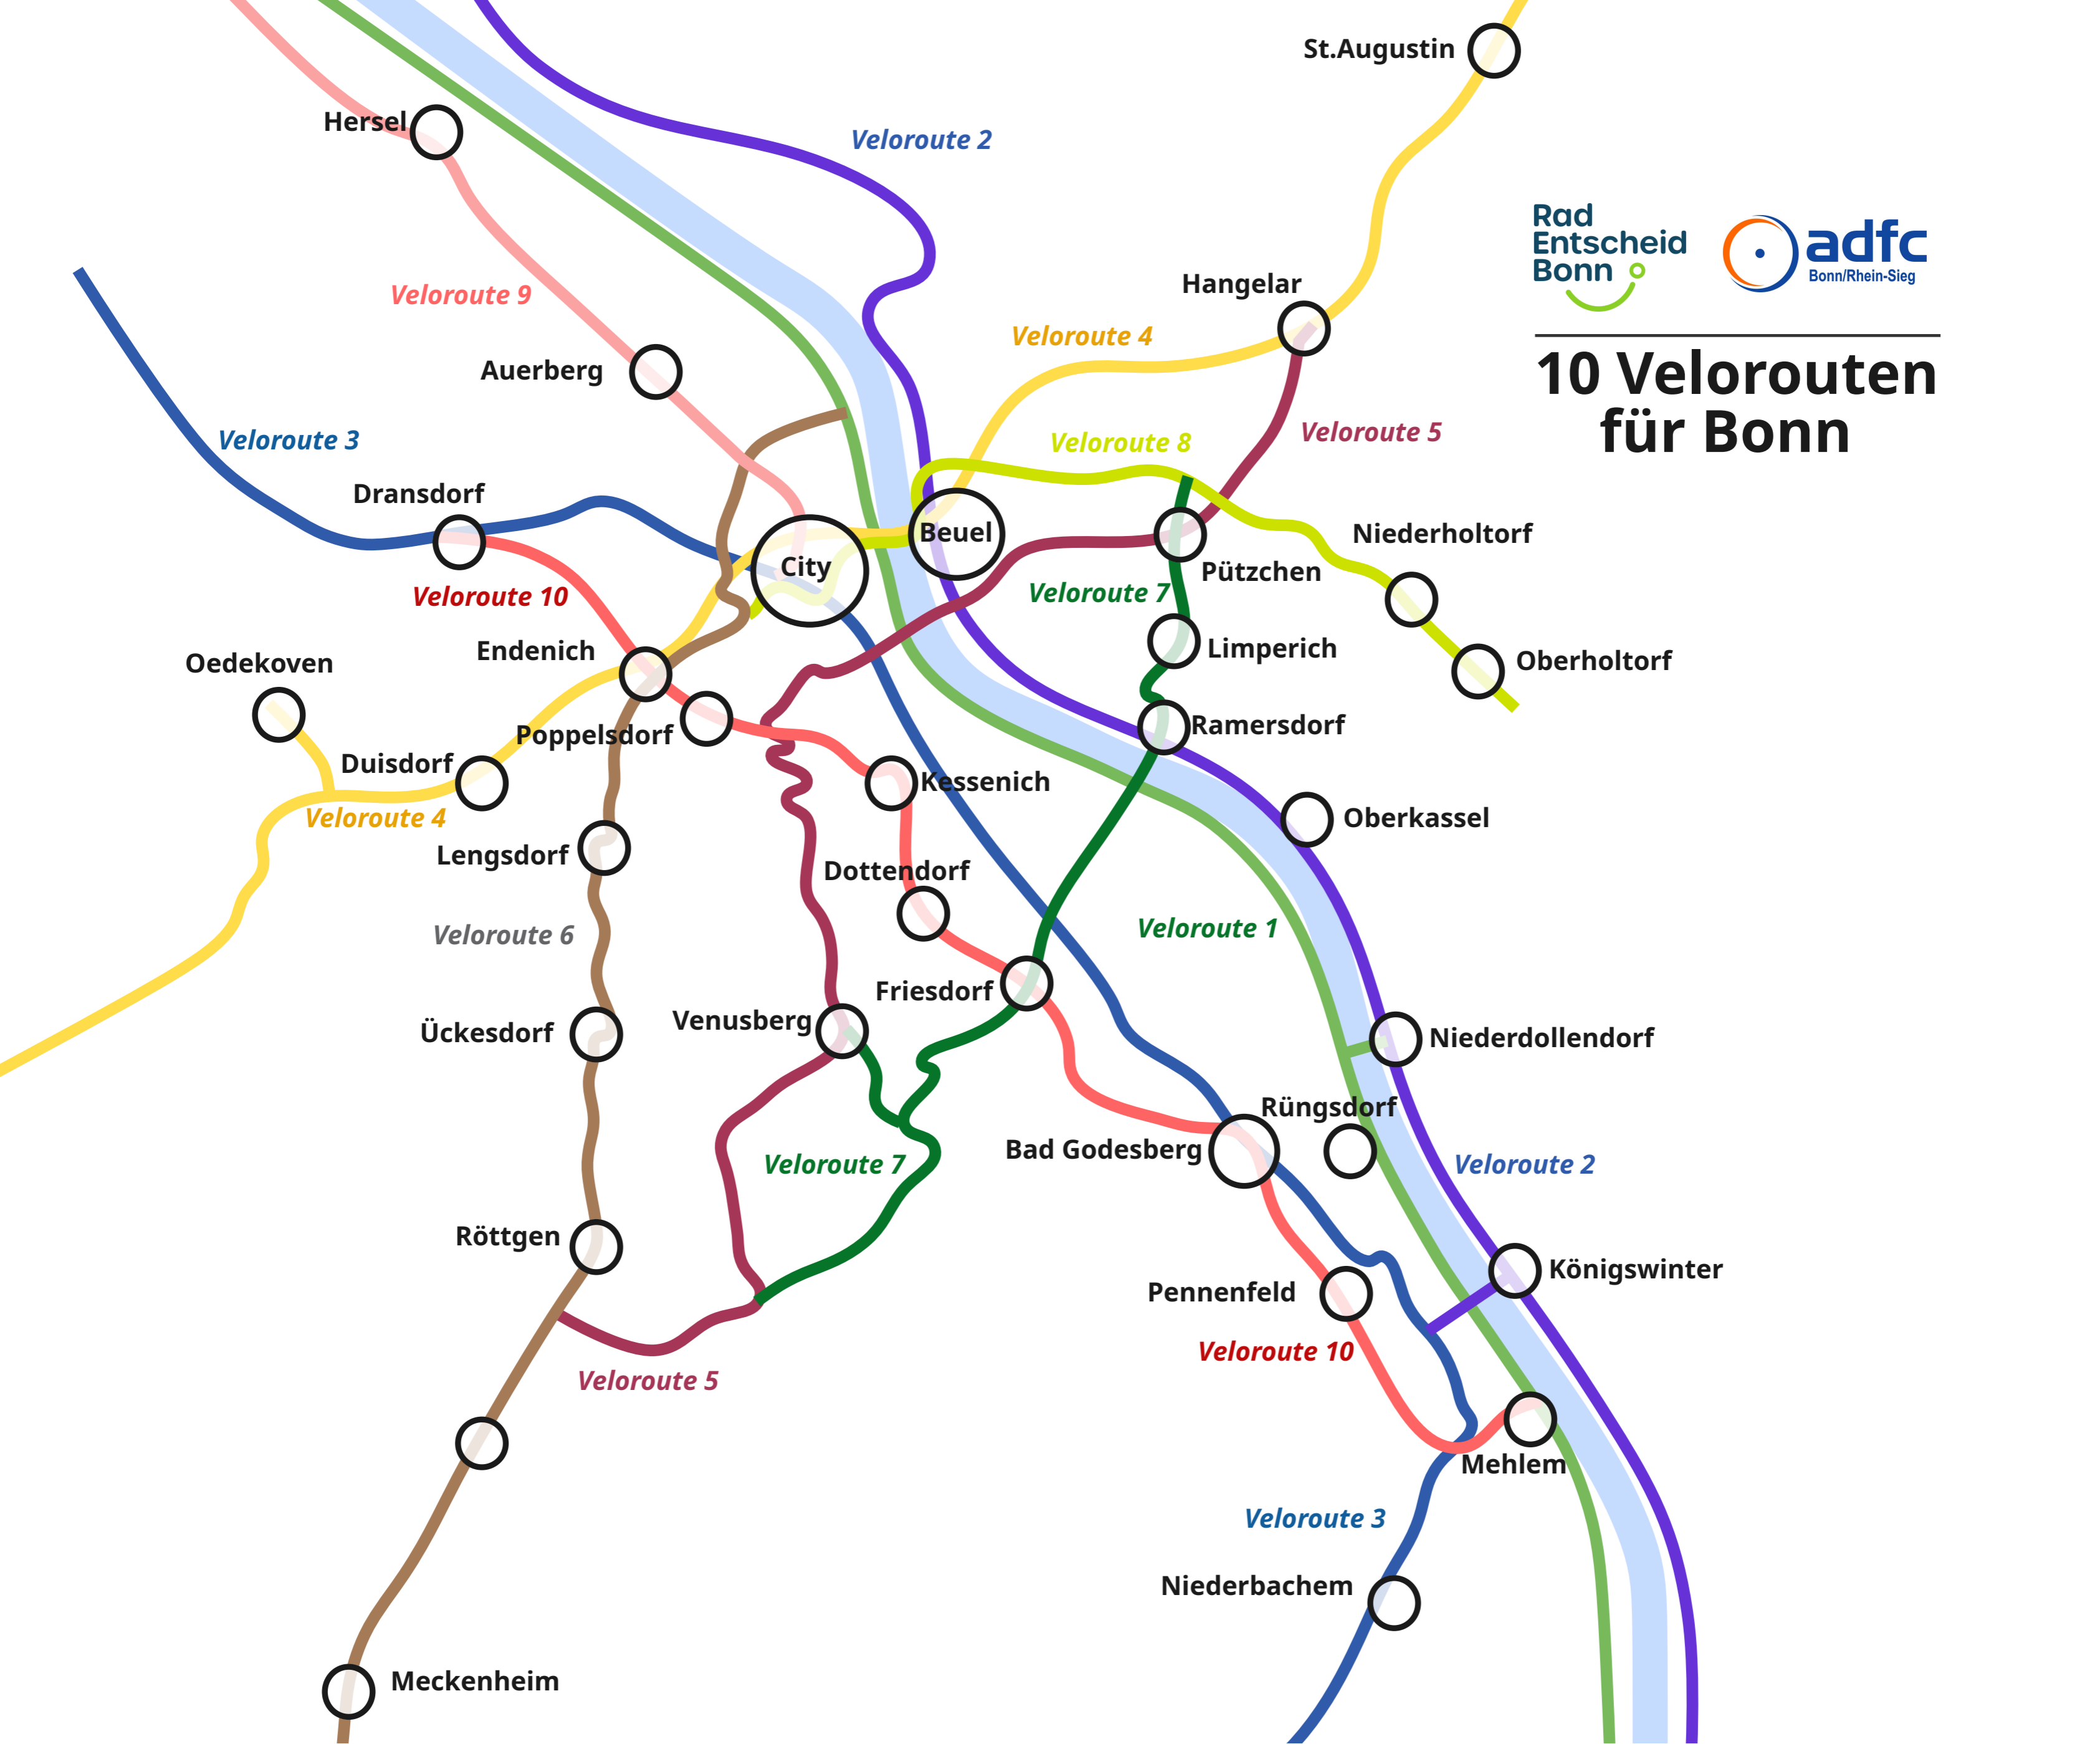 St.Augustin
Hersel
Veloroute 2
Rad
Entscheid
Bonn
adfc
Bonn/Rhein-Sieg
10 Velorouten
für Bonn
Hangelar
Veloroute 9
Veloroute 4
Auerberg
Veloroute 3
Veloroute 8
Veloroute 5
Dransdorf
Beuel
Niederholtorf
City
Pützchen
Veloroute 10
Veloroute 7
Endenich
Limperich
Oedekoven
Oberholtorf
Poppelsdorf
Ramersdorf
Duisdorf
Kessenich
Veloroute 4
Oberkassel
Lengsdorf
Dottendorf
Veloroute 6
Veloroute 1
Friesdorf
Venusberg
Ückesdorf
Niederdollendorf
Rüngsdorf
Bad Godesberg
Veloroute 7
Veloroute 2
Röttgen
Königswinter
Pennenfeld
Veloroute 10
Veloroute 5
Mehlem
Veloroute 3
Niederbachem
Meckenheim